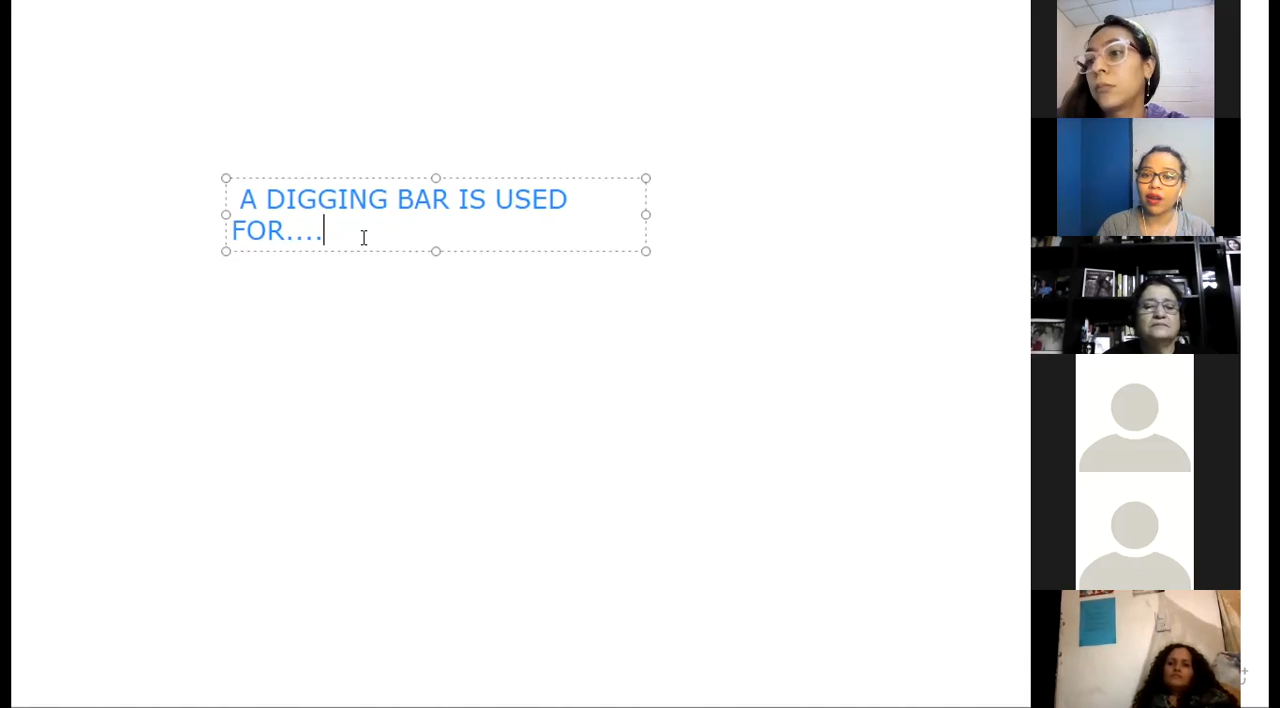 A DIGGING BAR IS USED
FOR....